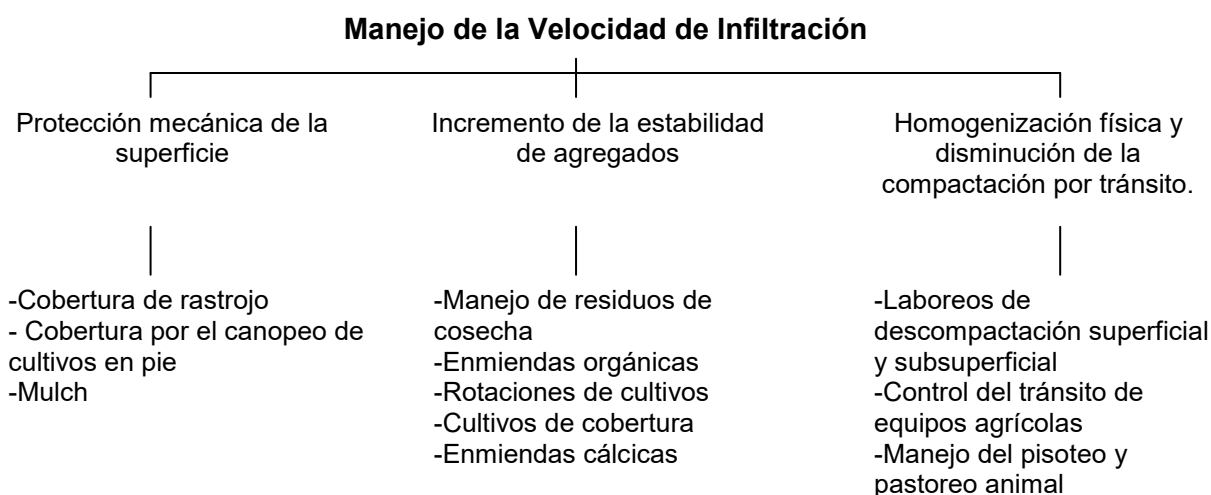 Manejo de la Velocidad de Infiltración
Protección mecánica de la
superficie
Incremento de la estabilidad
de agregados
Homogenización física y
disminución de la
compactación por tránsito.
-Cobertura de rastrojo
- Cobertura por el canopeo de
cultivos en pie
-Mulch
-Manejo de residuos de
cosecha
-Enmiendas orgánicas
-Rotaciones de cultivos
-Cultivos de cobertura
-Enmiendas cálcicas
-Laboreos de
descompactación superficial
y subsuperficial
-Control del tránsito de
equipos agrícolas
-Manejo del pisoteo y
pastoreo animal